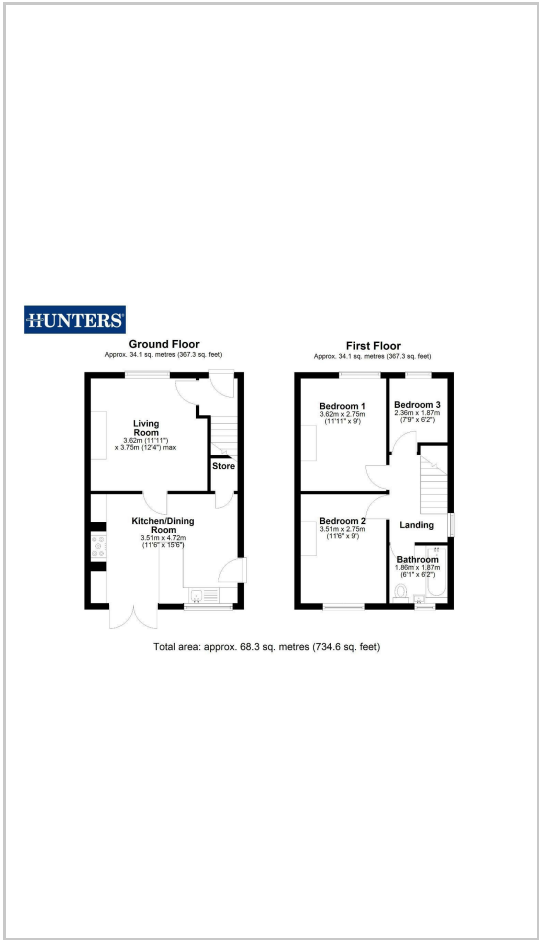 HUNTERS
Ground Floor
Approx. 34.1 sq. metres (367.3 sq. feet)
Living
Room
3.62m (11'11")
x 3.75m (12'4") max
Store
Kitchen/Dining
Room
3.51m x 4.72m
(11'6" x 15'6")
First Floor
Approx. 34.1 sq. metres (367.3 sq. feet)
Bedroom 1
3.62m x 2.75m
(11'11" x 9')
Bedroom 3
2.36m x 1.87m
(7'9" x 6'2")
Bedroom 2
3.51m x 2.75m
(11'6" x 9')
Landing
Bathroom
1.86m x 1.87m
(6'1" x 6'2")
Total area: approx. 68.3 sq. metres (734.6 sq. feet)